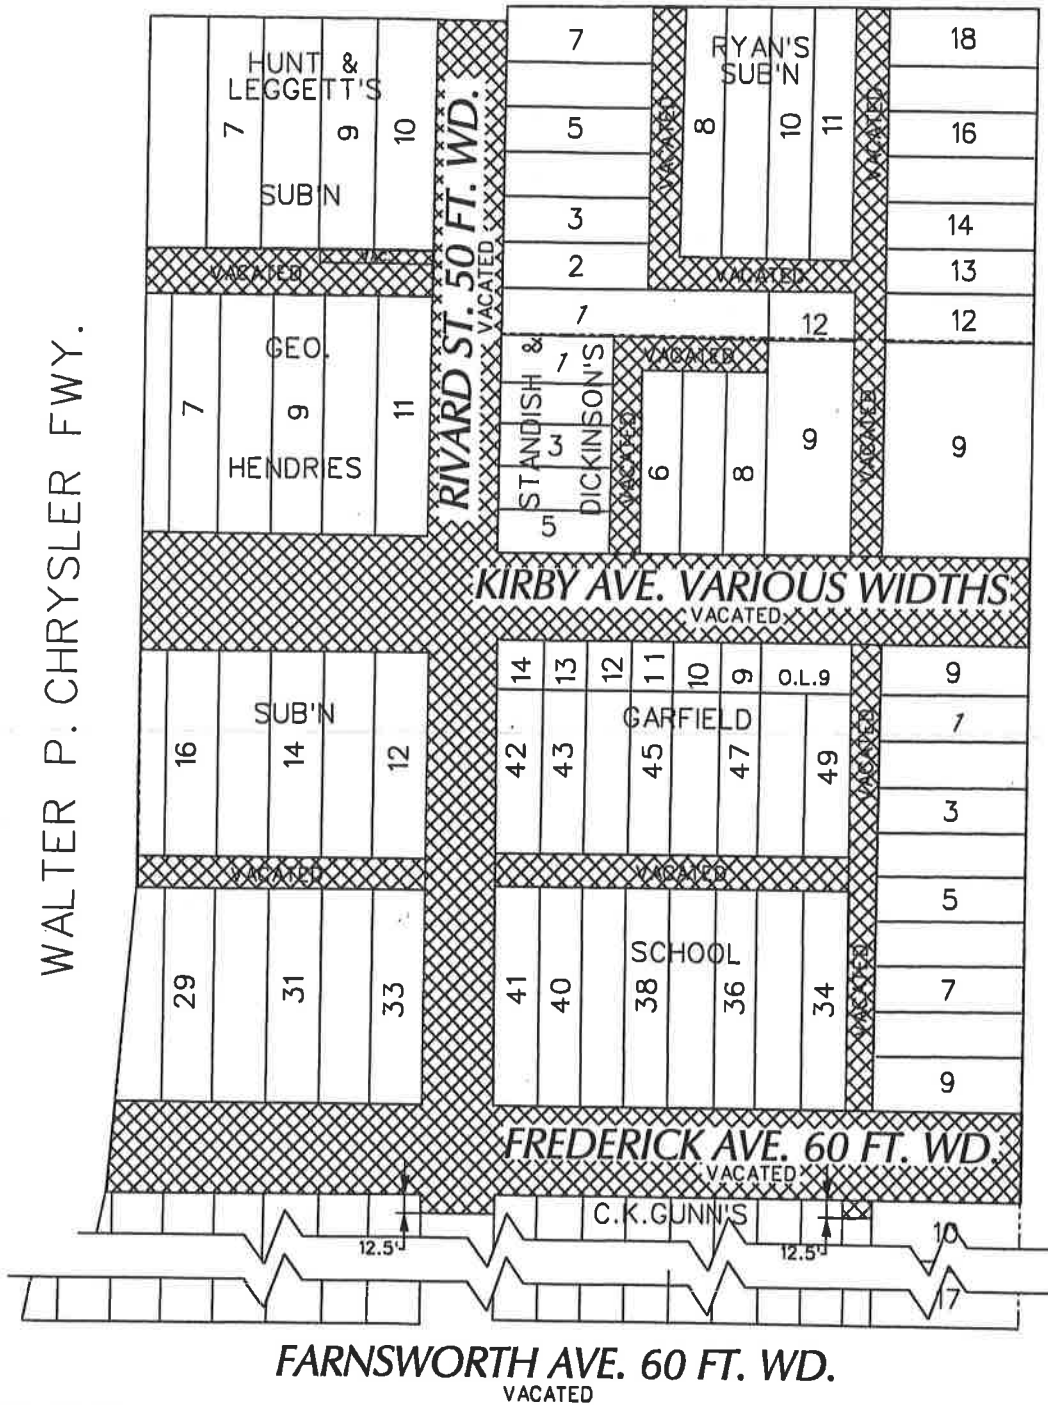 HUNT &
LEGGETT'S
7
9
10
SUB'N
VACATED
VAC.
RIVARD ST. 50 FT. WD.
VACATED
7
5
3
2
1
VACATED
RYAN'S
SUB'N
8
10
11
VACATED
VACATED
12
18
16
14
13
12
WALTER P. CHRYSLER FWY.
GEO.
7
9
11
HENDRIES
STANDISH &
DICKINSON'S
1
3
5
VACATED
VACATED
6
8
9
VACATED
9
KIRBY AVE. VARIOUS WIDTHS
VACATED
SUB'N
16
14
12
14
13
12
11
10
9
O.L.9
GARFIELD
42
43
45
47
49
VACATED
9
1
3
5
7
9
VACATED
VACATED
29
31
33
SCHOOL
41
40
38
36
34
VACATED
FREDERICK AVE. 60 FT. WD.
VACATED
C.K.GUNN'S
12.5'
12.5'
10
17
FARNSWORTH AVE. 60 FT. WD.
VACATED